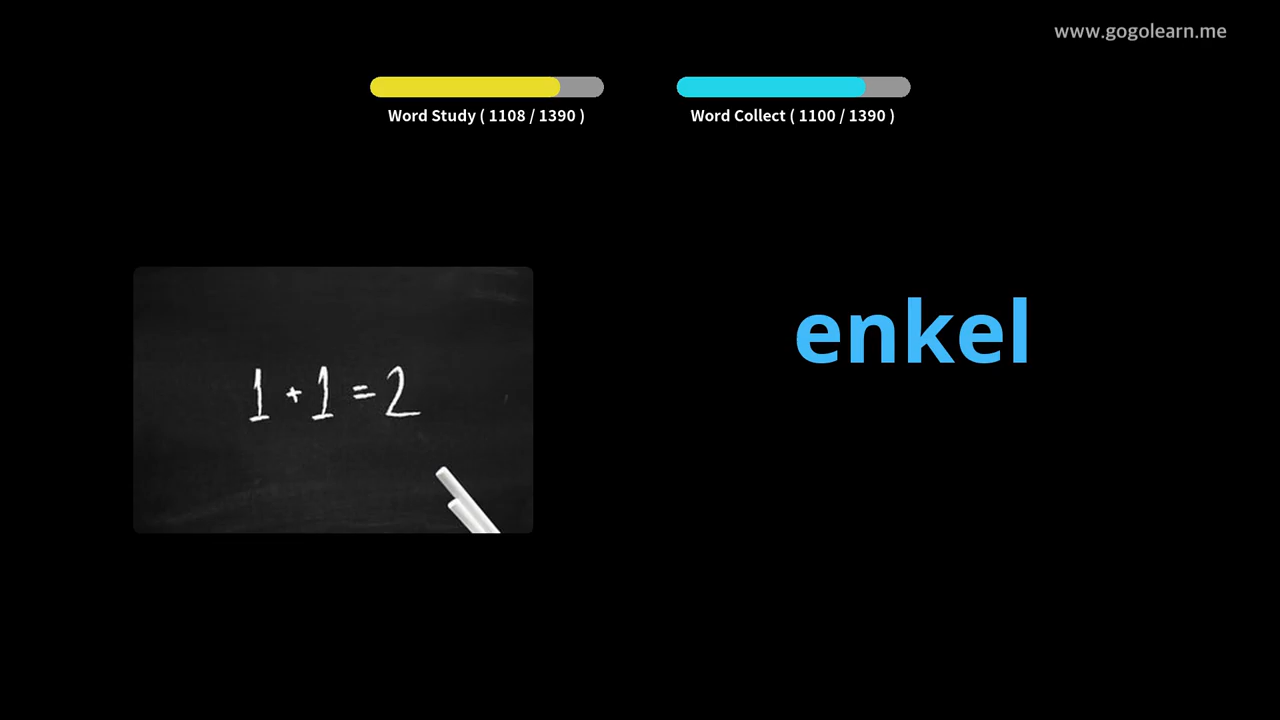 www.gogolearn.me
Word Study ( 1108 / 1390 )
Word Collect ( 1100 / 1390 )
enkel
1 + 1 = 2